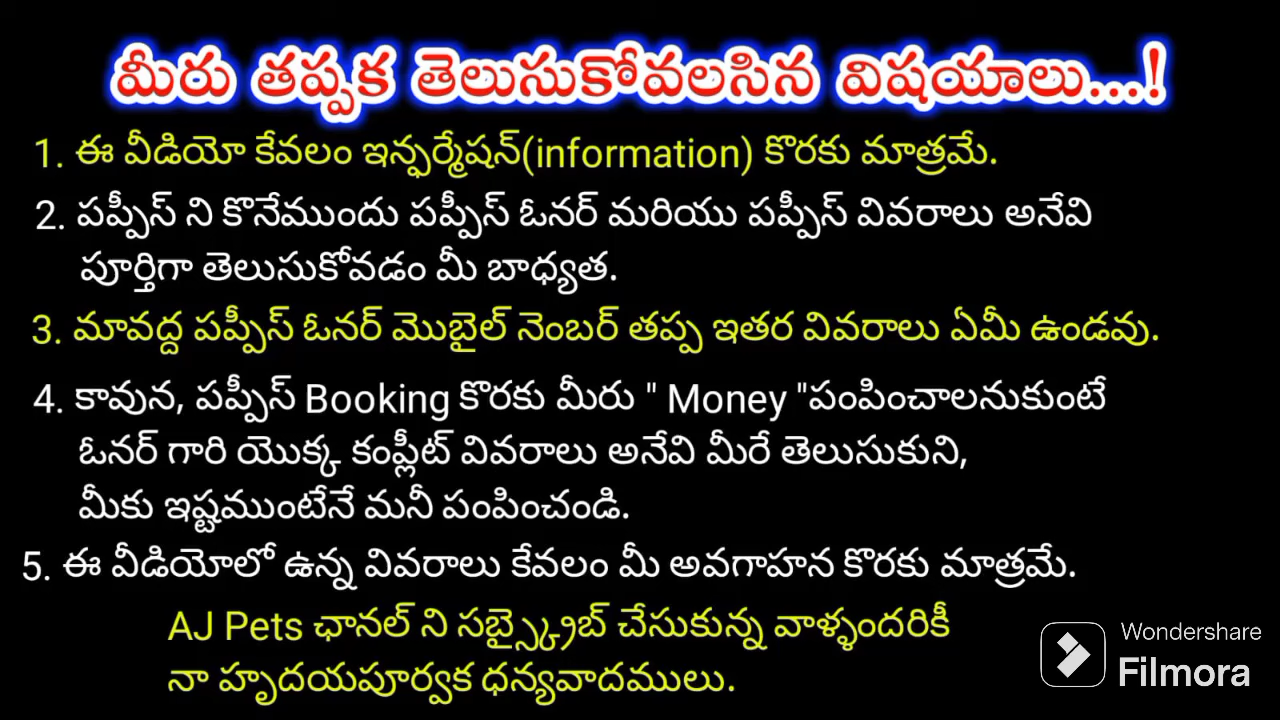 మీరు తప్పక తెలుసుకోవలసిన విషయాలు...!
1. ఈ వీడియో కేవలం ఇన్ఫర్మేషన్(information) కొరకు మాత్రమే.
2. పప్పీస్ ని కొనేముందు పప్పీస్ ఓనర్ మరియు పప్పీస్ వివరాలు అనేవి
పూర్తిగా తెలుసుకోవడం మీ బాధ్యత.
3. మావద్ద పప్పీస్ ఓనర్ మొబైల్ నెంబర్ తప్ప ఇతర వివరాలు ఏమీ ఉండవు.
4. కావున, పప్పీస్ Booking కొరకు మీరు " Money "పంపించాలనుకుంటే
ఓనర్ గారి యొక్క కంప్లీట్ వివరాలు అనేవి మీరే తెలుసుకుని,
మీకు ఇష్టముంటేనే మనీ పంపించండి.
5. ఈ వీడియోలో ఉన్న వివరాలు కేవలం మీ అవగాహన కొరకు మాత్రమే.
AJ Pets ఛానల్ ని సబ్స్క్రైబ్ చేసుకున్న వాళ్ళందరికీ
నా హృదయపూర్వక ధన్యవాదములు.
Wondershare
Filmora